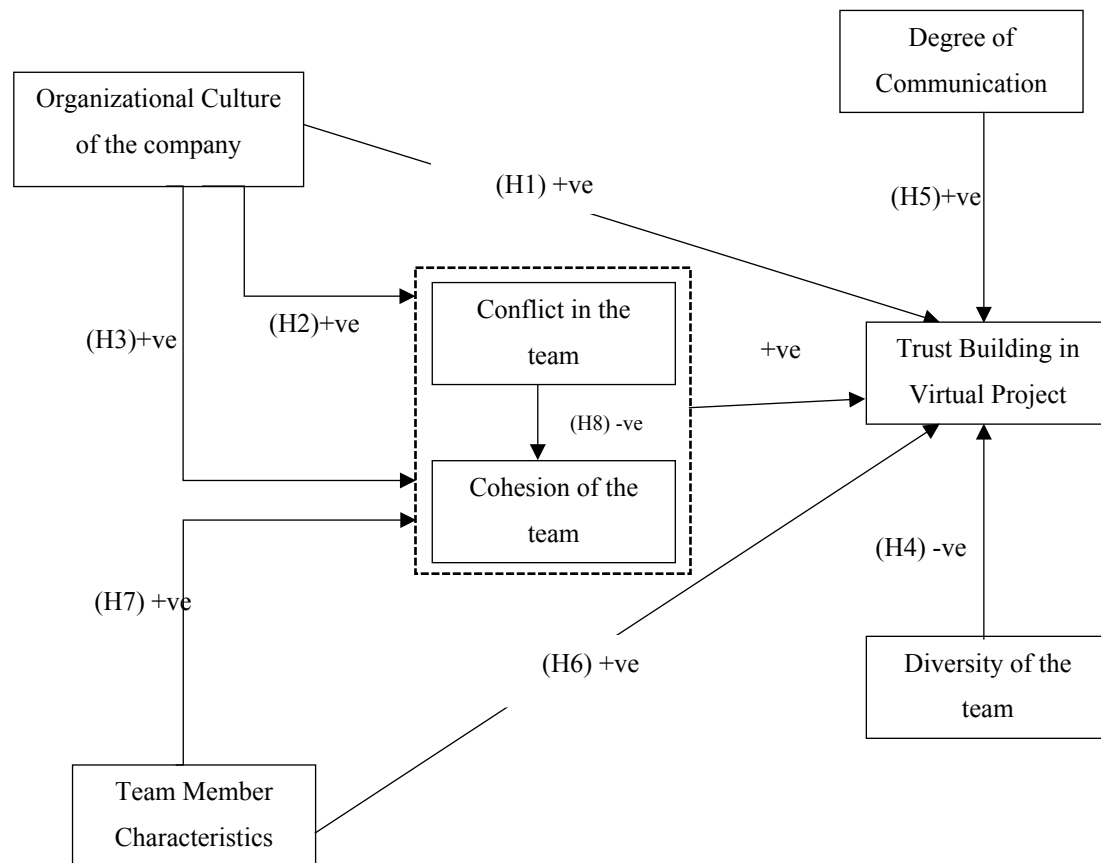 Degree of
Communication
Organizational Culture
of the company
(H1) +ve
(H5)+ve
(H3)+ve
(H2)+ve
Conflict in the
team
+ve
Trust Building in
Virtual Project
(H8) -ve
Cohesion of the
team
(H4) -ve
(H7) +ve
(H6) +ve
Diversity of the
team
Team Member
Characteristics